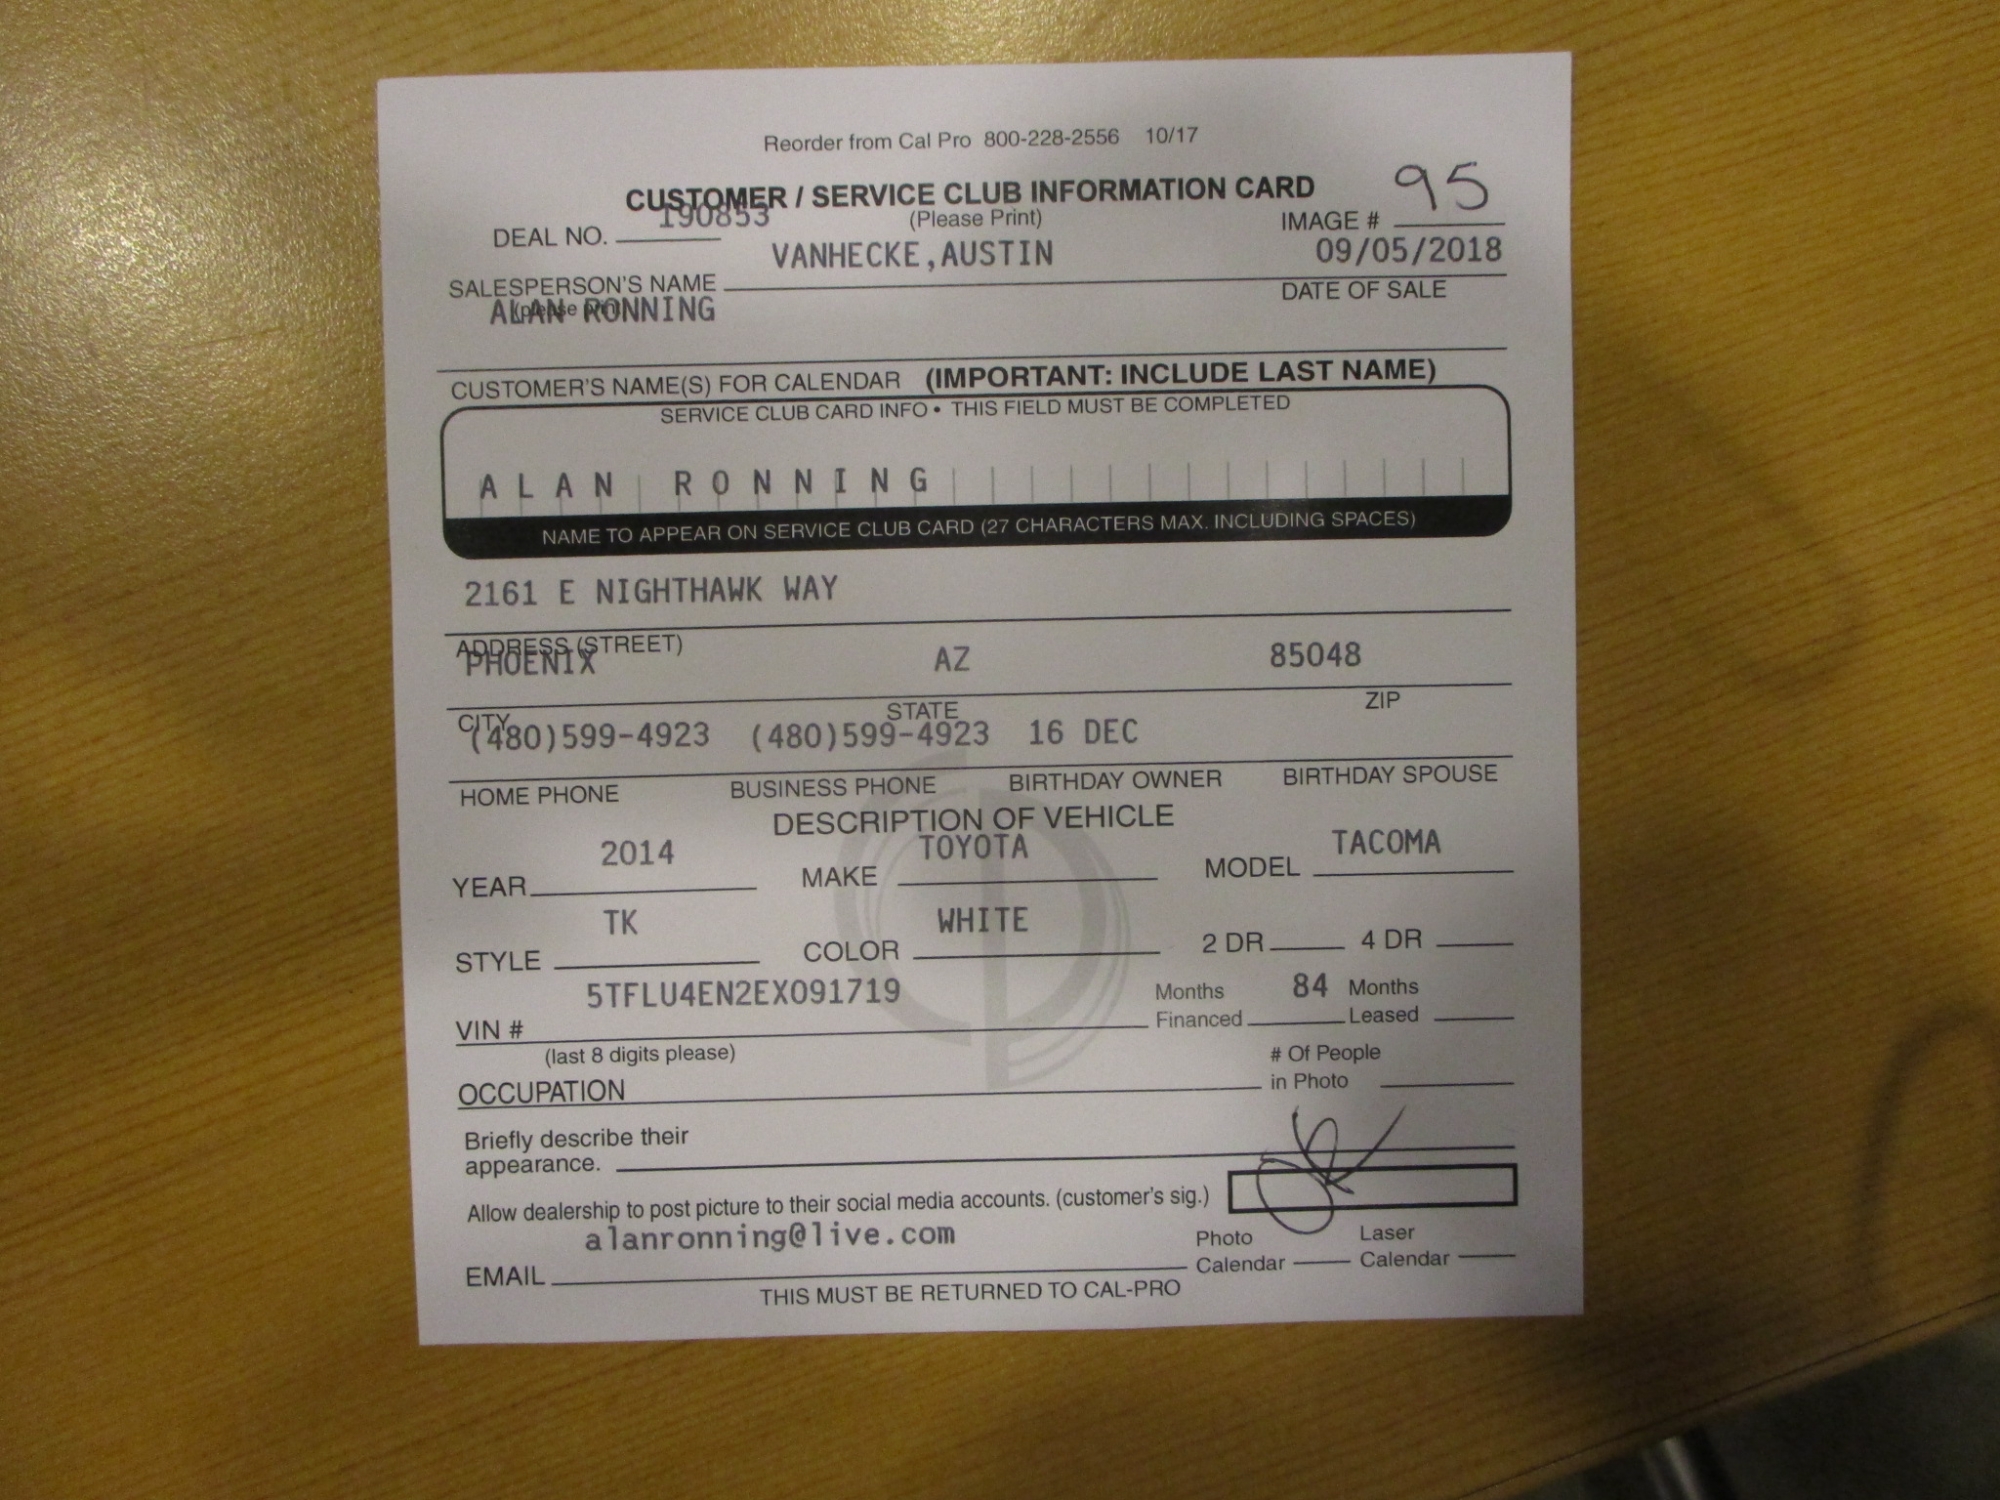 Reorder from Cal Pro 800-228-2556 10/17
CUSTOMER / SERVICE CLUB INFORMATION CARD
95
190853
(Please Print)
DEAL NO.
IMAGE #
VANHECKE,AUSTIN
09/05/2018
SALESPERSON'S NAME
DATE OF SALE
(please print)
ALAN RONNING
CUSTOMER'S NAME(S) FOR CALENDAR (IMPORTANT: INCLUDE LAST NAME)
SERVICE CLUB CARD INFO • THIS FIELD MUST BE COMPLETED
ALAN RONNING
NAME TO APPEAR ON SERVICE CLUB CARD (27 CHARACTERS MAX. INCLUDING SPACES)
2161 E NIGHTHAWK WAY
ADDRESS (STREET)
PHOENIX AZ 85048
CITY STATE ZIP
(480)599-4923 (480)599-4923 16 DEC
HOME PHONE BUSINESS PHONE BIRTHDAY OWNER BIRTHDAY SPOUSE
DESCRIPTION OF VEHICLE
2014 TOYOTA TACOMA
YEAR MAKE MODEL
TK WHITE
STYLE COLOR 2 DR 4 DR
5TFLU4EN2EX091719 Months 84 Months
VIN # Financed Leased
(last 8 digits please) # Of People
OCCUPATION in Photo
Briefly describe their
appearance.
Allow dealership to post picture to their social media accounts. (customer's sig.)
alanronning@live.com Photo Laser
EMAIL Calendar Calendar
THIS MUST BE RETURNED TO CAL-PRO